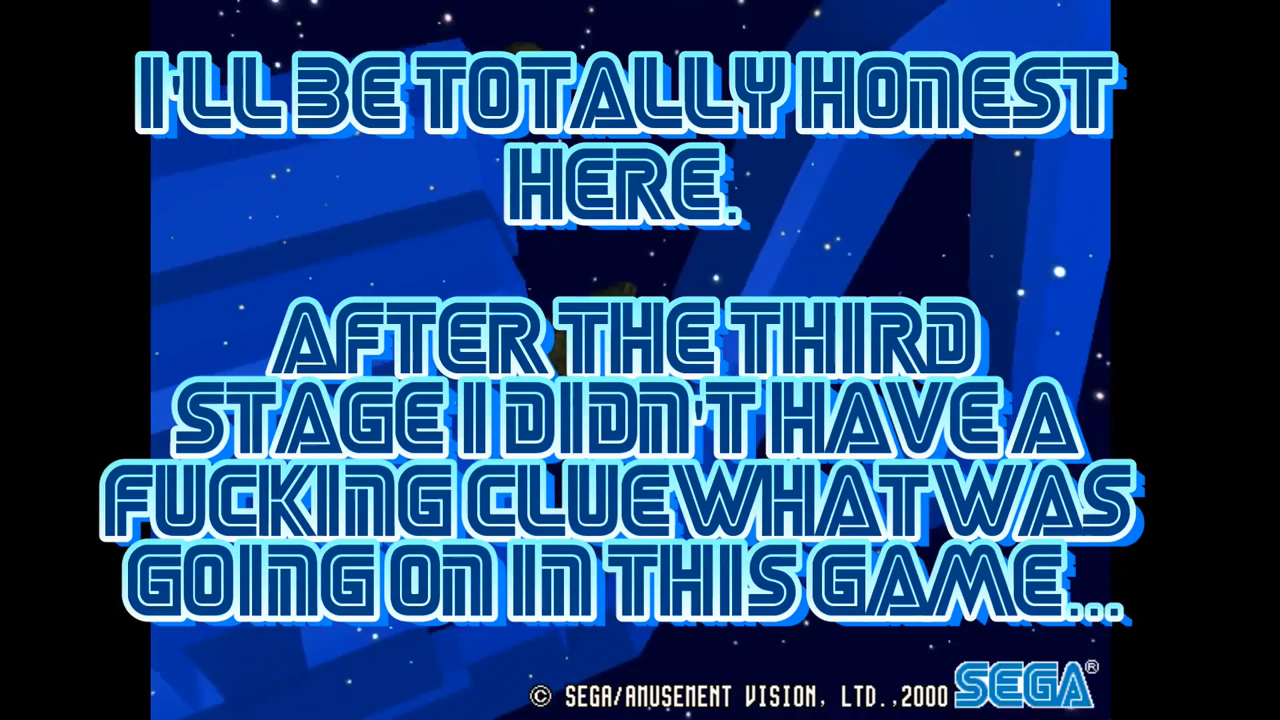 I'LL BE TOTALLY HONEST
HERE.
AFTER THE THIRD
STAGE I DIDN'T HAVE A
FUCKING CLUE WHAT WAS
GOING ON IN THIS GAME...
© SEGA/AMUSEMENT VISION, LTD.,2000 SEGA®